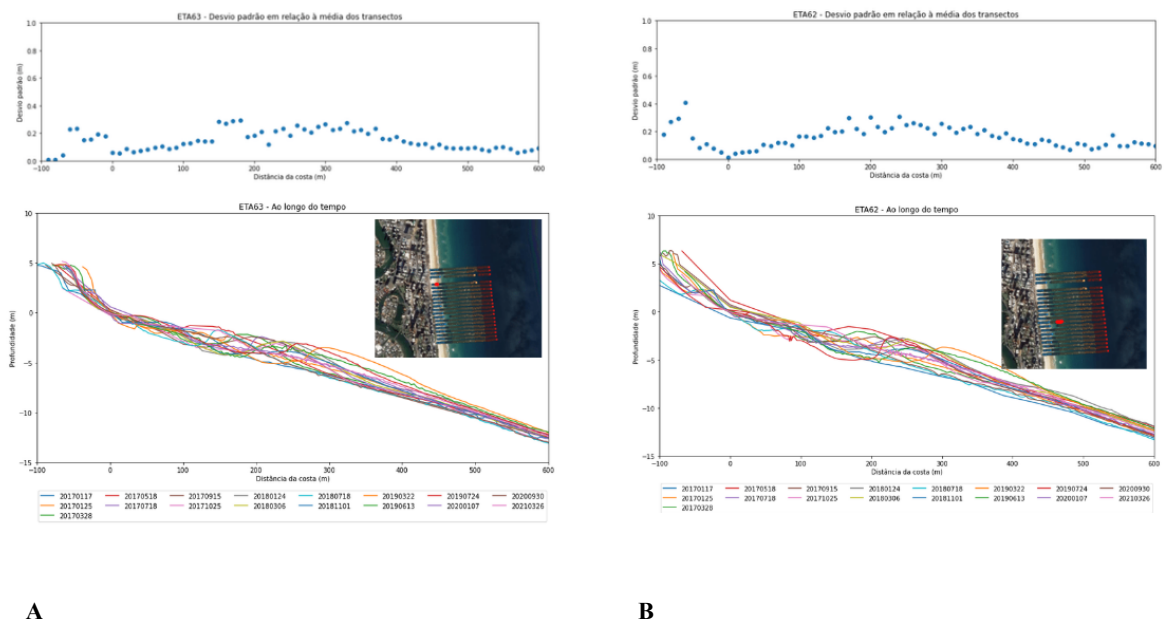 ETA63 - Desvio padrão em relação à média dos transectos
1.0
0.8
0.6
0.4
0.2
0.0
Desvio padrão (m)
-100 0 100 200 300 400 500 600
Distância da costa (m)
ETA63 - Ao longo do tempo
10
5
0
-5
-10
-15
Profundidade (m)
-100 0 100 200 300 400 500 600
Distância da costa (m)
20170117 20170518 20170915 20180124 20180718 20190322 20190724 20200930
20170125 20170718 20171025 20180306 20181101 20190613 20200107 20210326
20170328
A
ETA62 - Desvio padrão em relação à média dos transectos
1.0
0.8
0.6
0.4
0.2
0.0
Desvio padrão (m)
-100 0 100 200 300 400 500 600
Distância da costa (m)
ETA62 - Ao longo do tempo
10
5
0
-5
-10
-15
Profundidade (m)
-100 0 100 200 300 400 500 600
Distância da costa (m)
20170117 20170518 20170915 20180124 20180718 20190322 20190724 20200930
20170125 20170718 20171025 20180306 20181101 20190613 20200107 20210326
20170328
B